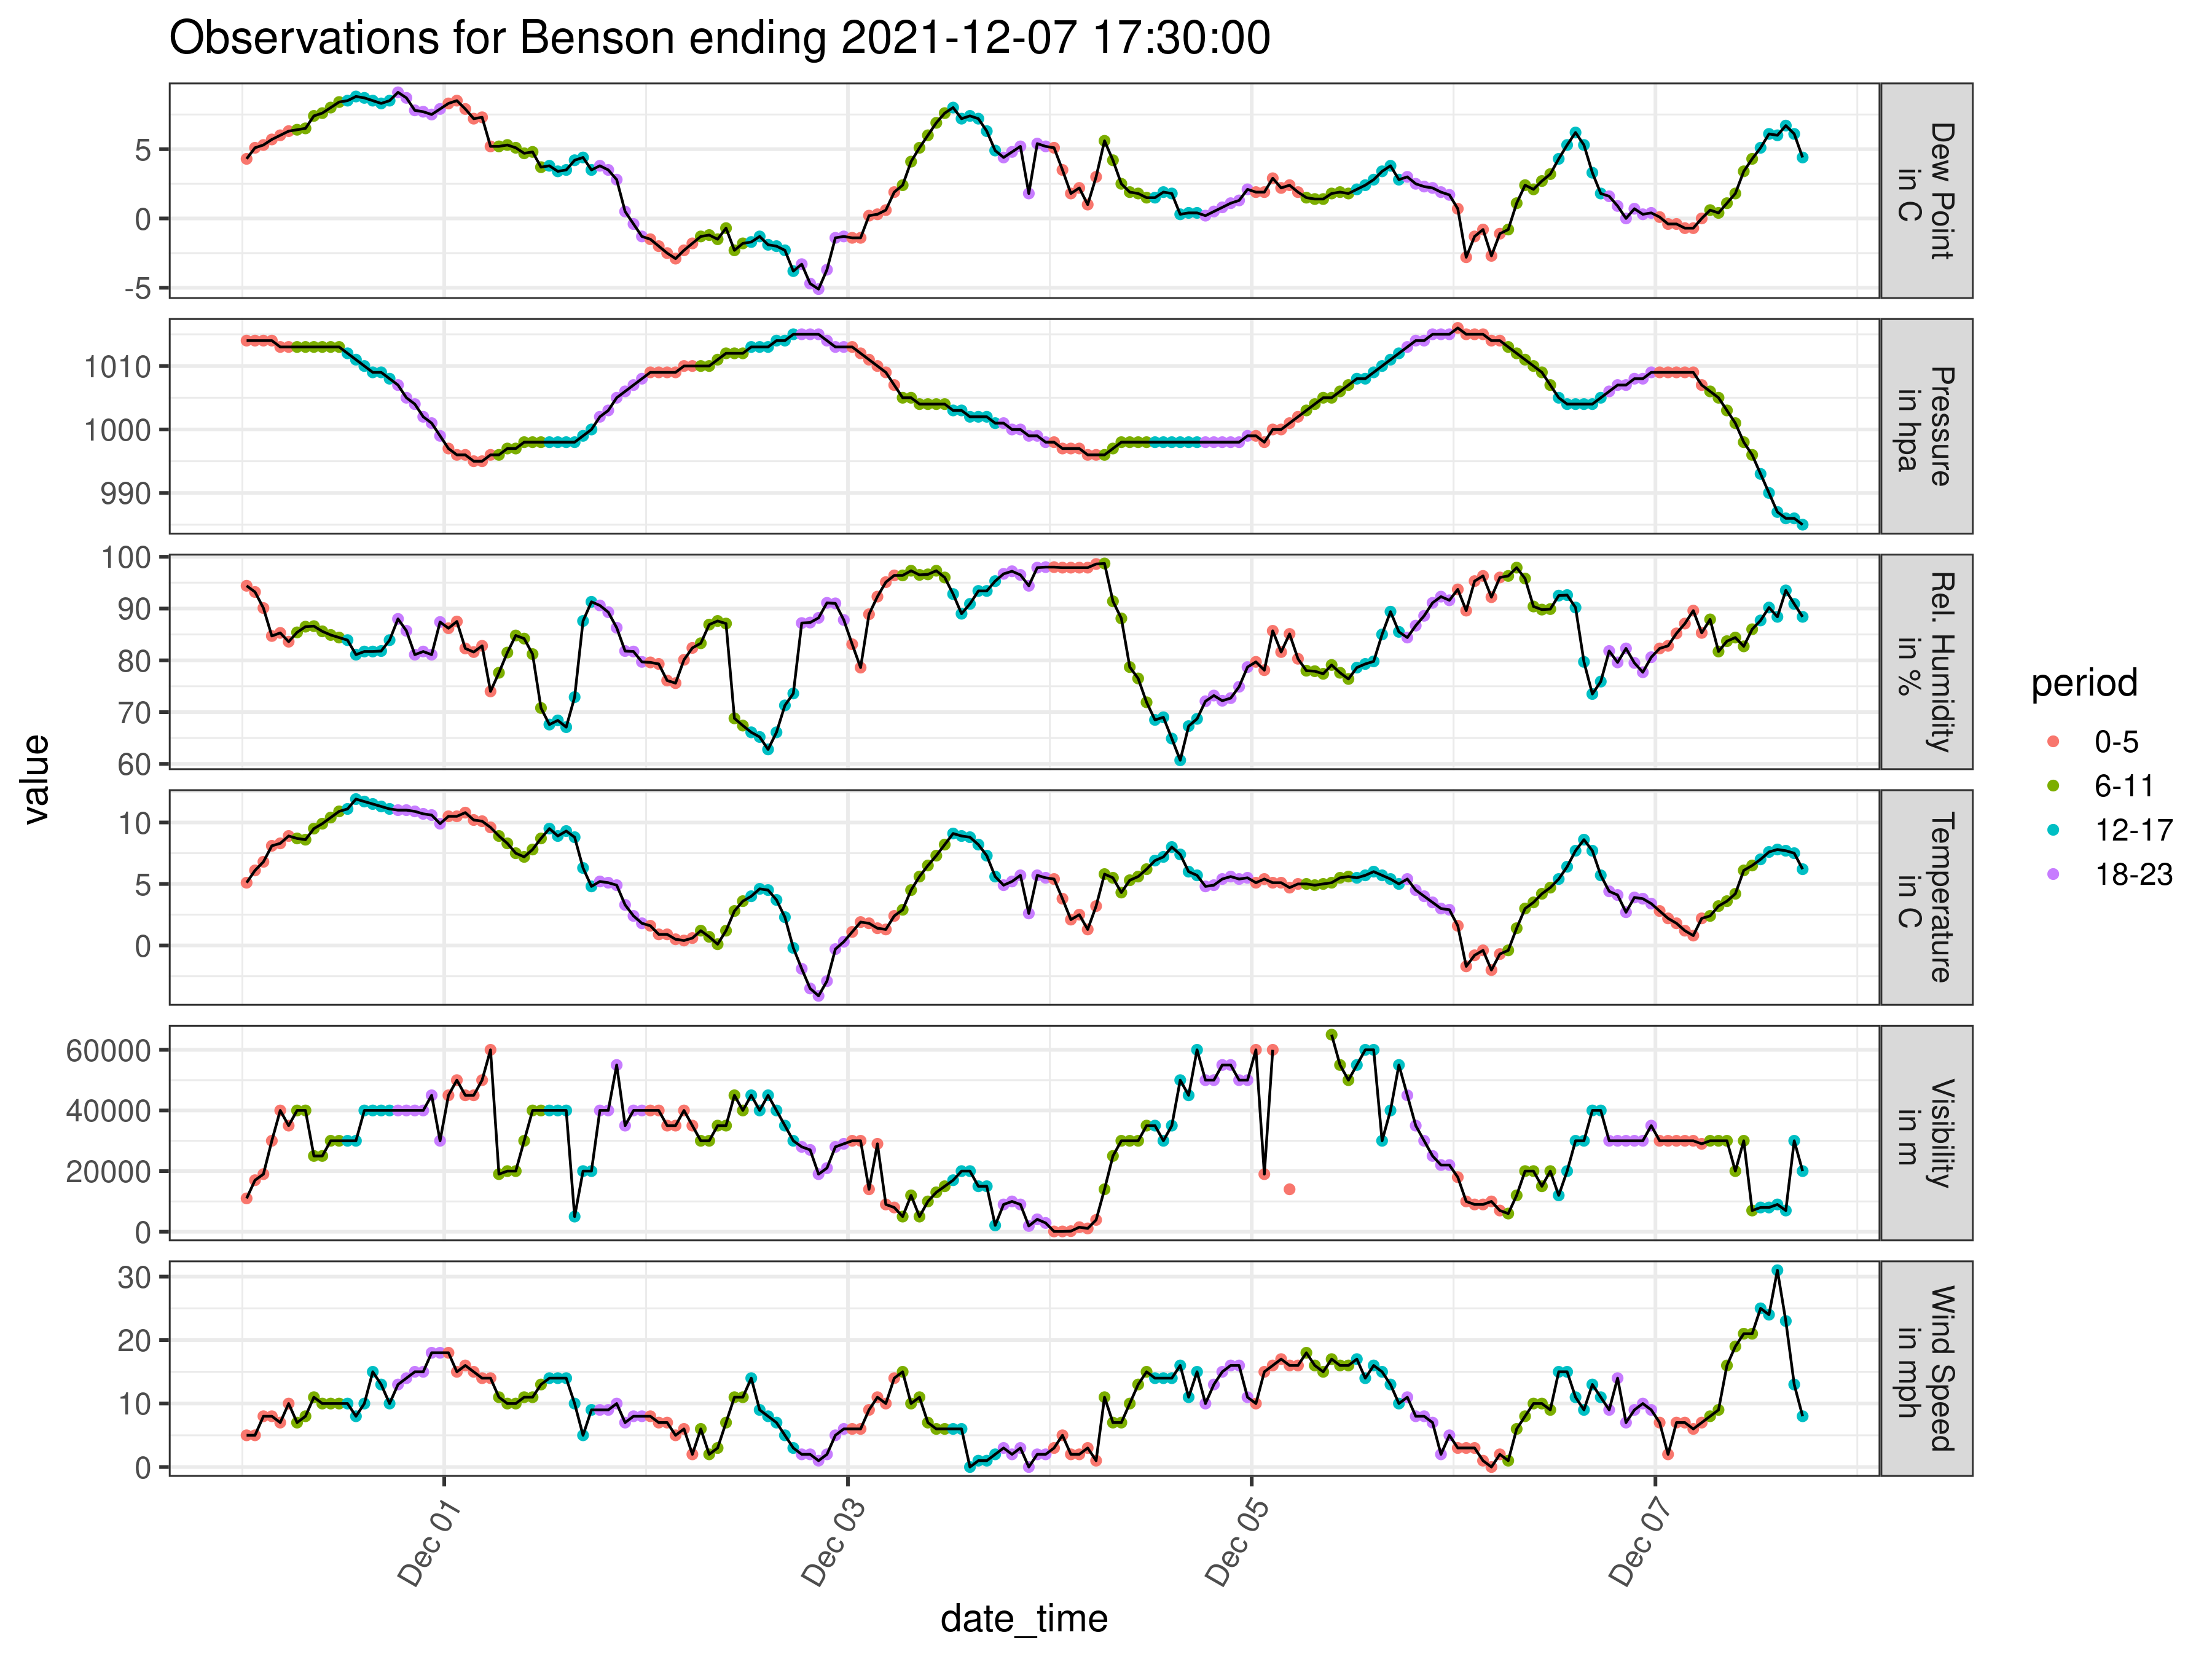 Observations for Benson ending 2021-12-07 17:30:00
value
5
0
-5
Dew Point
in C
1010
1000
990
Pressure
in hpa
100
90
80
70
60
Rel. Humidity
in %
10
5
0
Temperature
in C
60000
40000
20000
0
Visibility
in m
30
20
10
0
Wind Speed
in mph
Dec 01
Dec 03
Dec 05
Dec 07
date_time
period
0-5
6-11
12-17
18-23